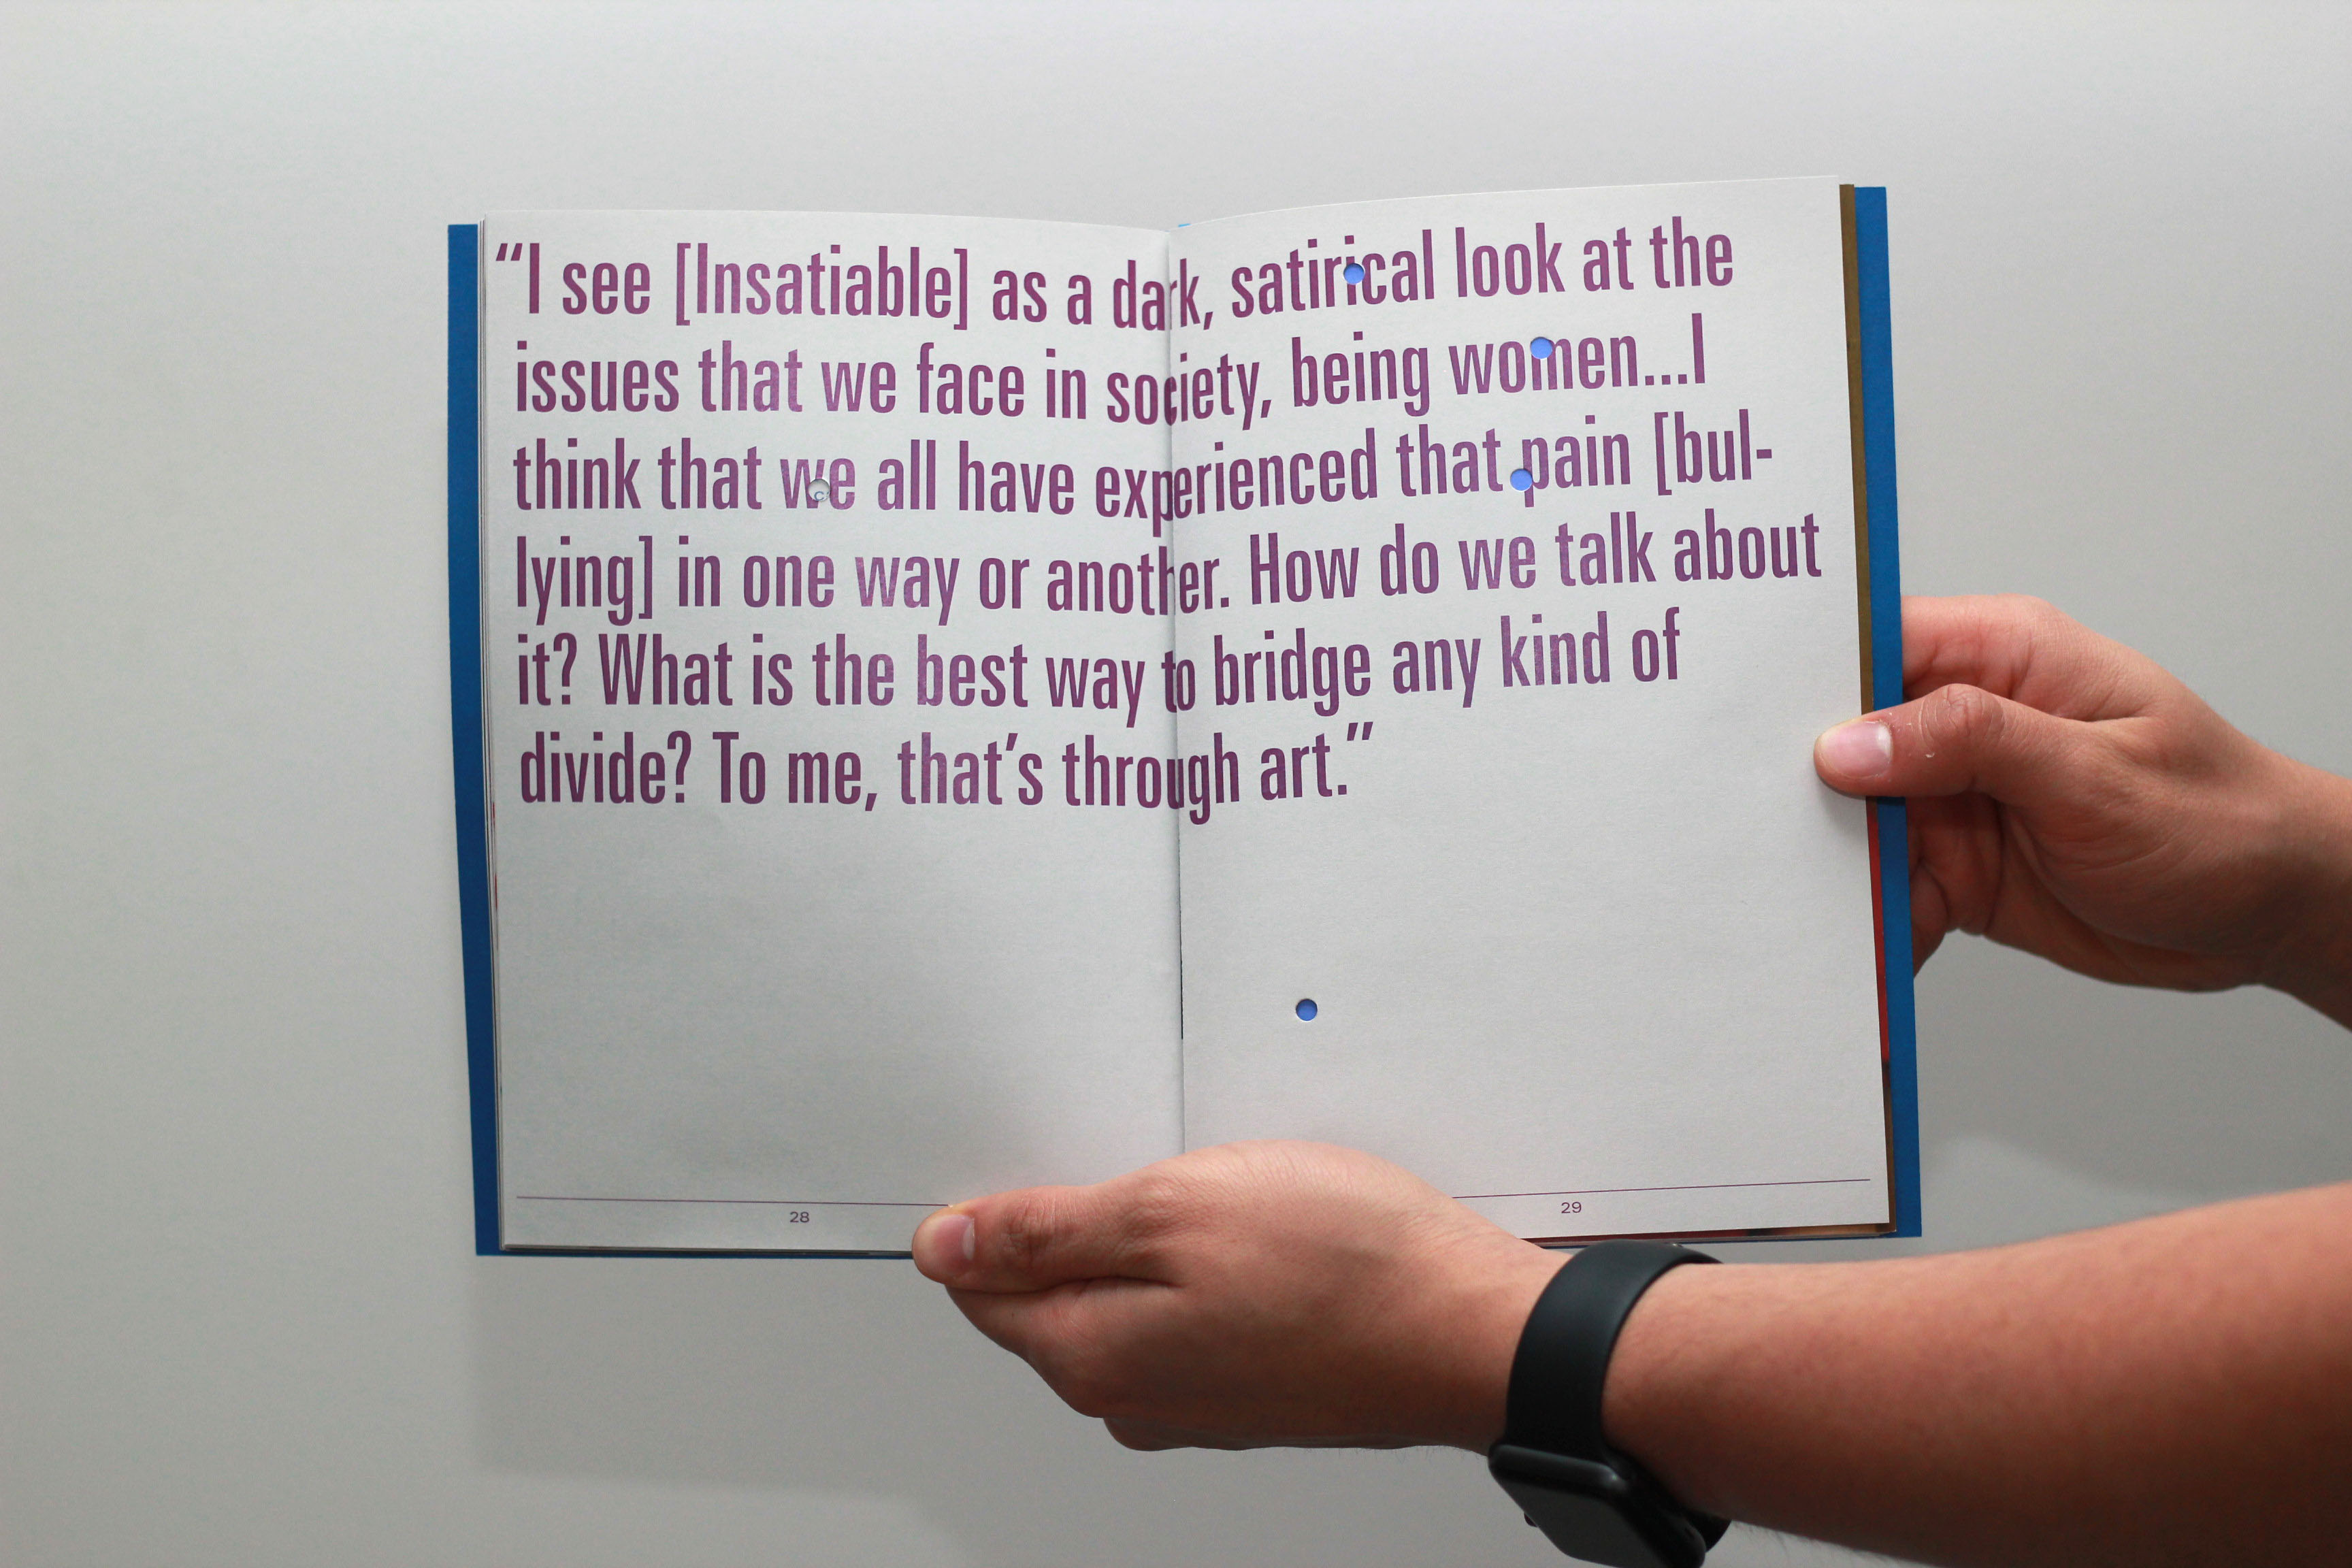 “I see [Insatiable] as a dark, satirical look at the
issues that we face in society, being women...I
think that we all have experienced that pain [bul-
lying] in one way or another. How do we talk about
it? What is the best way to bridge any kind of
divide? To me, that’s through art.”
28
29